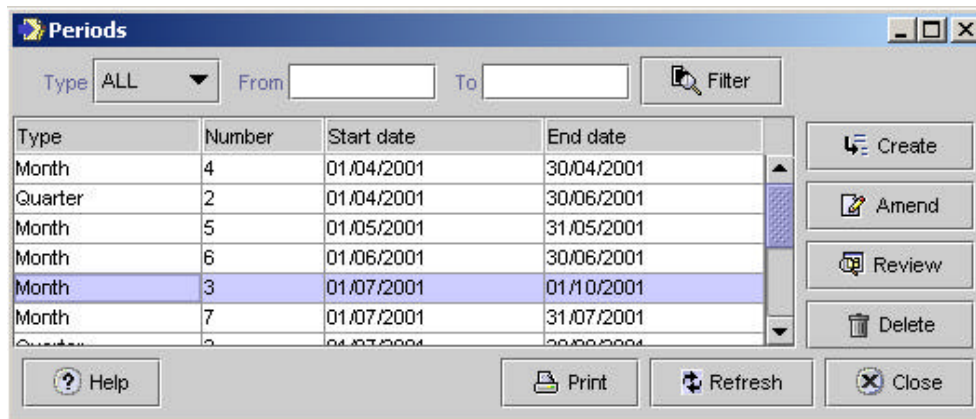 Periods
Type ALL From To Filter
Type Number Start date End date
Month 4 01/04/2001 30/04/2001
Quarter 2 01/04/2001 30/06/2001
Month 5 01/05/2001 31/05/2001
Month 6 01/06/2001 30/06/2001
Month 3 01/07/2001 01/10/2001
Month 7 01/07/2001 31/07/2001
Create
Amend
Review
Delete
Help Print Refresh Close